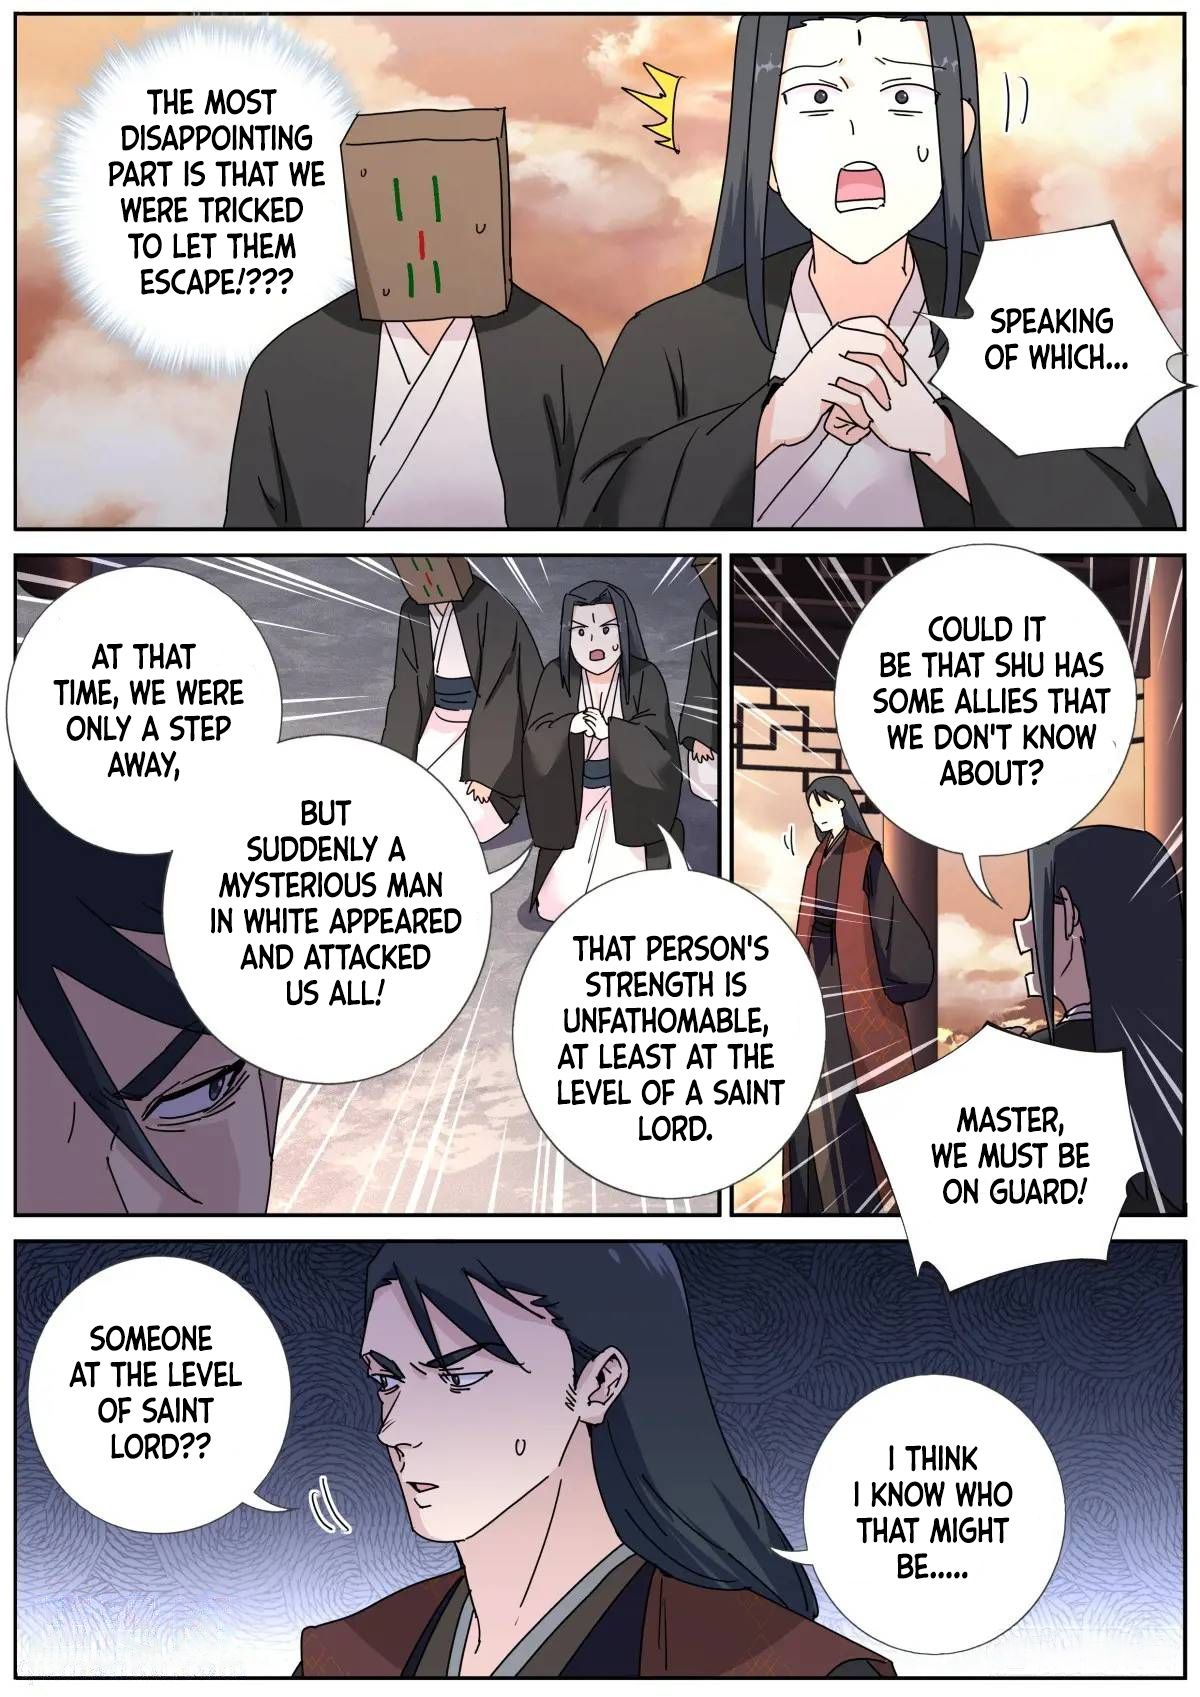 THE MOST
DISAPPOINTING
PART IS THAT WE
WERE TRICKED
TO LET THEM
ESCAPE!???
SPEAKING
OF WHICH...
AT THAT
TIME, WE WERE
ONLY A STEP
AWAY,
BUT
SUDDENLY A
MYSTERIOUS MAN
IN WHITE APPEARED
AND ATTACKED
US ALL!
THAT PERSON'S
STRENGTH IS
UNFATHOMABLE,
AT LEAST AT THE
LEVEL OF A SAINT
LORD.
COULD IT
BE THAT SHU HAS
SOME ALLIES THAT
WE DON'T KNOW
ABOUT?
MASTER,
WE MUST BE
ON GUARD!
SOMEONE
AT THE LEVEL
OF SAINT
LORD??
I THINK
I KNOW WHO
THAT MIGHT
BE.....